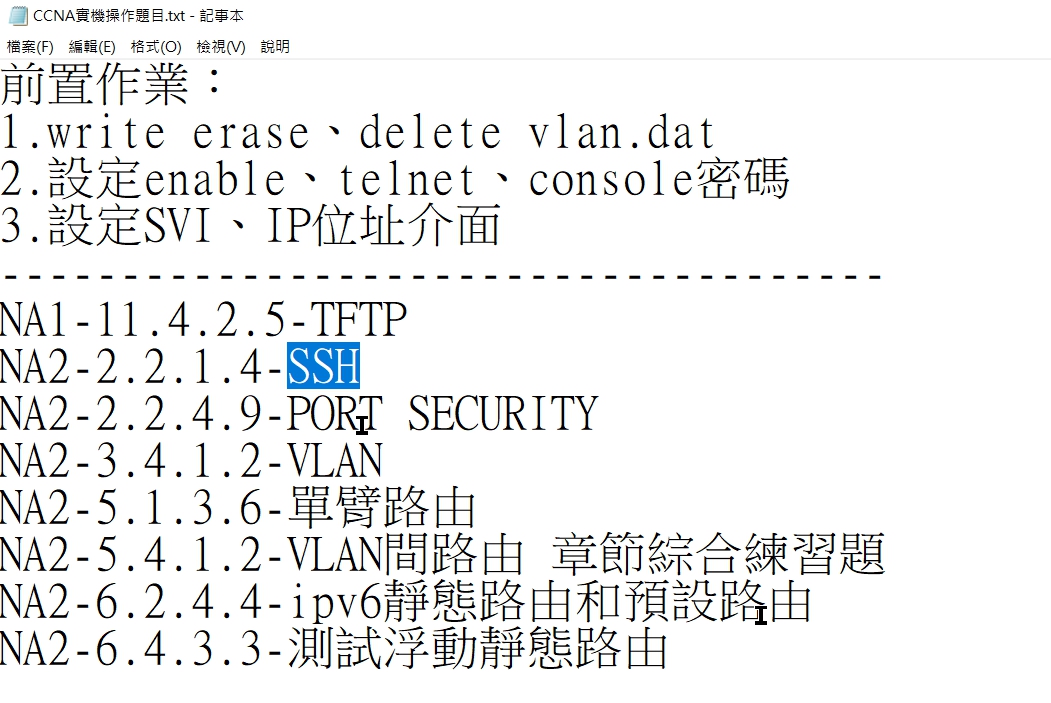 CCNA實機操作題目.txt - 記事本
檔案(F) 編輯(E) 格式(O) 檢視(V) 說明
前置作業：
1.write erase、delete vlan.dat
2.設定enable、telnet、console密碼
3.設定SVI、IP位址介面
-------------------------------------
NA1-11.4.2.5-TFTP
NA2-2.2.1.4-SSH
NA2-2.2.4.9-PORT SECURITY
NA2-3.4.1.2-VLAN
NA2-5.1.3.6-單臂路由
NA2-5.4.1.2-VLAN間路由 章節綜合練習題
NA2-6.2.4.4-ipv6靜態路由和預設路由
NA2-6.4.3.3-測試浮動靜態路由